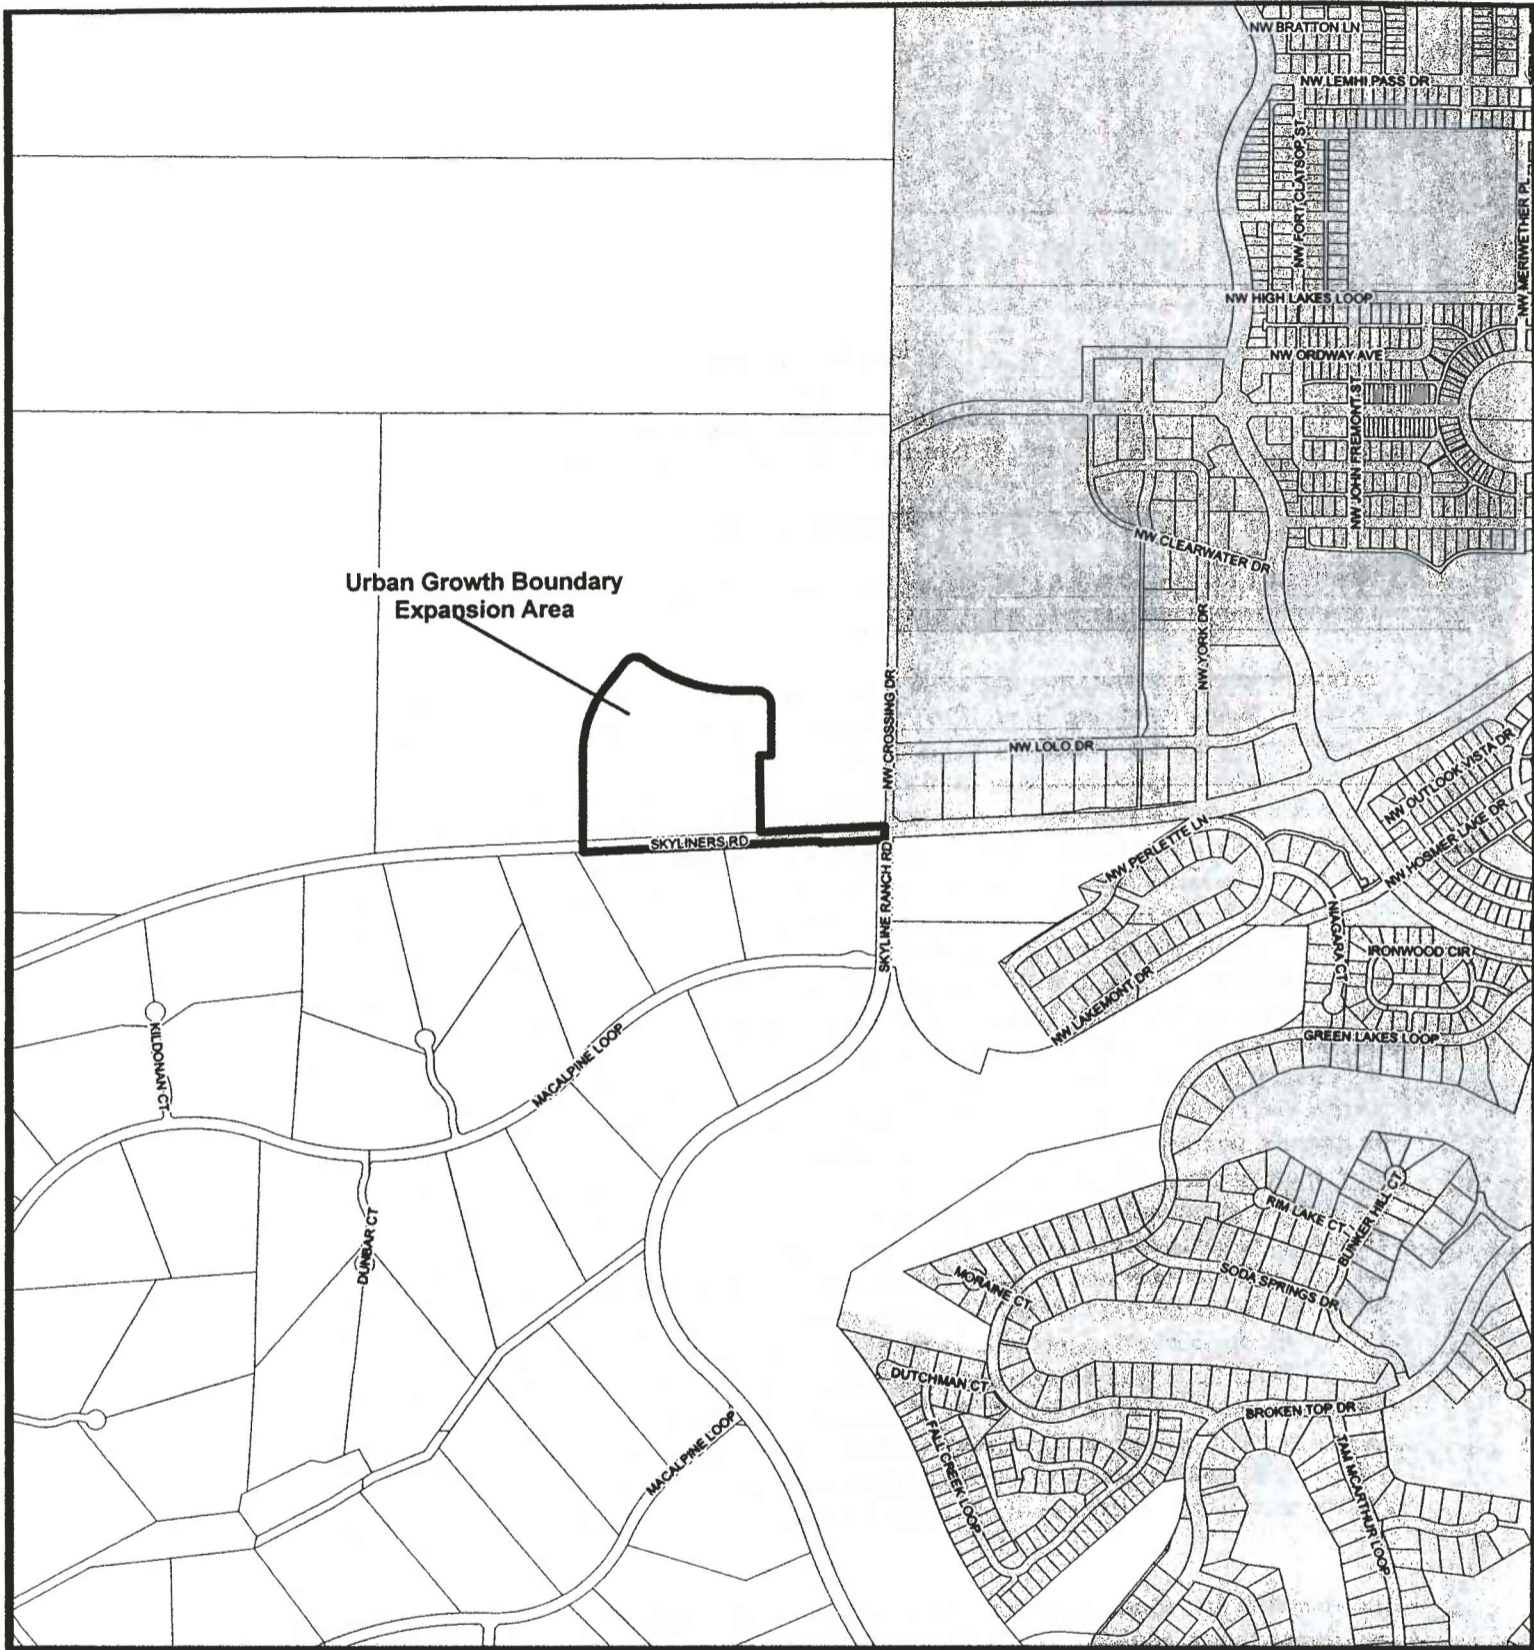 NW BRATTON LN
NW LEMHI PASS DR
NW FORT CLATSOP ST
NW MERIWETHER PL
NW HIGH LAKES LOOP
NW ORDWAY AVE
NW JOHN FREMONT ST
NW CLEARWATER DR
Urban Growth Boundary
Expansion Area
NW YORK DR
NW CROSSING DR
NW LOLO DR
NW OUTLOOK VISTA DR
SKYLINERS RD
NW PERLETTE LN
NW HOSMER LAKE DR
SKYLINE RANCH RD
NIAGARA CT
IRONWOOD CIR
NW LAKEMONT DR
GREEN LAKES LOOP
KILDONAN CT
MACALPINE LOOP
RIM LAKE CT
BUNKER HILL CT
DUNBAR CT
SODA SPRINGS DR
MORAINE CT
DUTCHMAN CT
BROKEN TOP DR
MACALPINE LOOP
FALL CREEK LOOP
TAM MCARTHUR LOOP